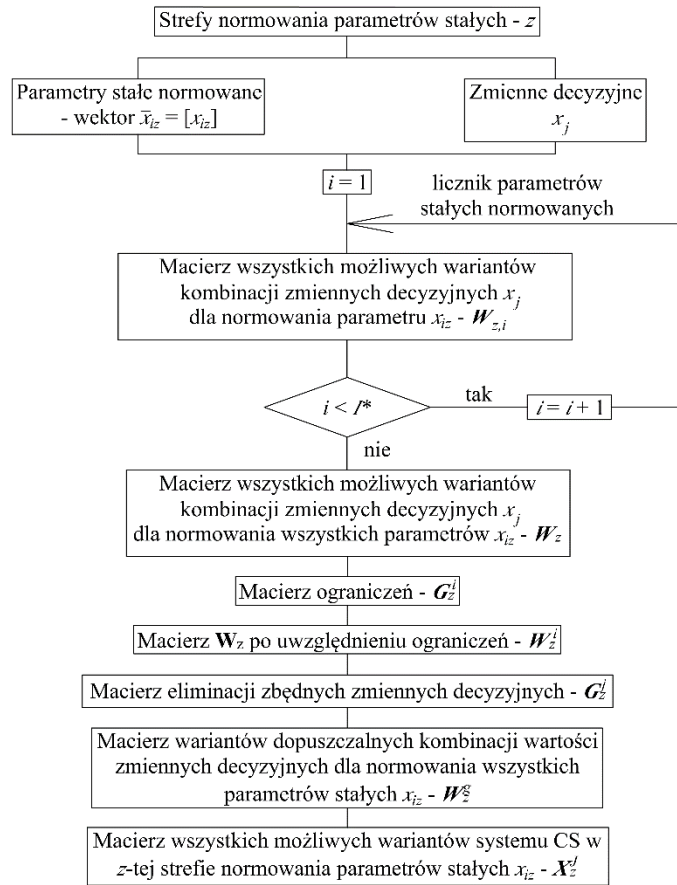 Strefy normowania parametrów stałych - z
Parametry stałe normowane
- wektor x̄iz = [xiz]
Zmienne decyzyjne
xj
i = 1
licznik parametrów
stałych normowanych
Macierz wszystkich możliwych wariantów
kombinacji zmiennych decyzyjnych xj
dla normowania parametru xiz - Wz,i
i < I*
tak
i = i + 1
nie
Macierz wszystkich możliwych wariantów
kombinacji zmiennych decyzyjnych xj
dla normowania wszystkich parametrów xiz - Wz
Macierz ograniczeń - Gzi
Macierz Wz po uwzględnieniu ograniczeń - Wzi
Macierz eliminacji zbędnych zmiennych decyzyjnych - Gzj
Macierz wariantów dopuszczalnych kombinacji wartości
zmiennych decyzyjnych dla normowania wszystkich
parametrów stałych xiz - Wzg
Macierz wszystkich możliwych wariantów systemu CS w
z-tej strefie normowania parametrów stałych xiz - XzJ